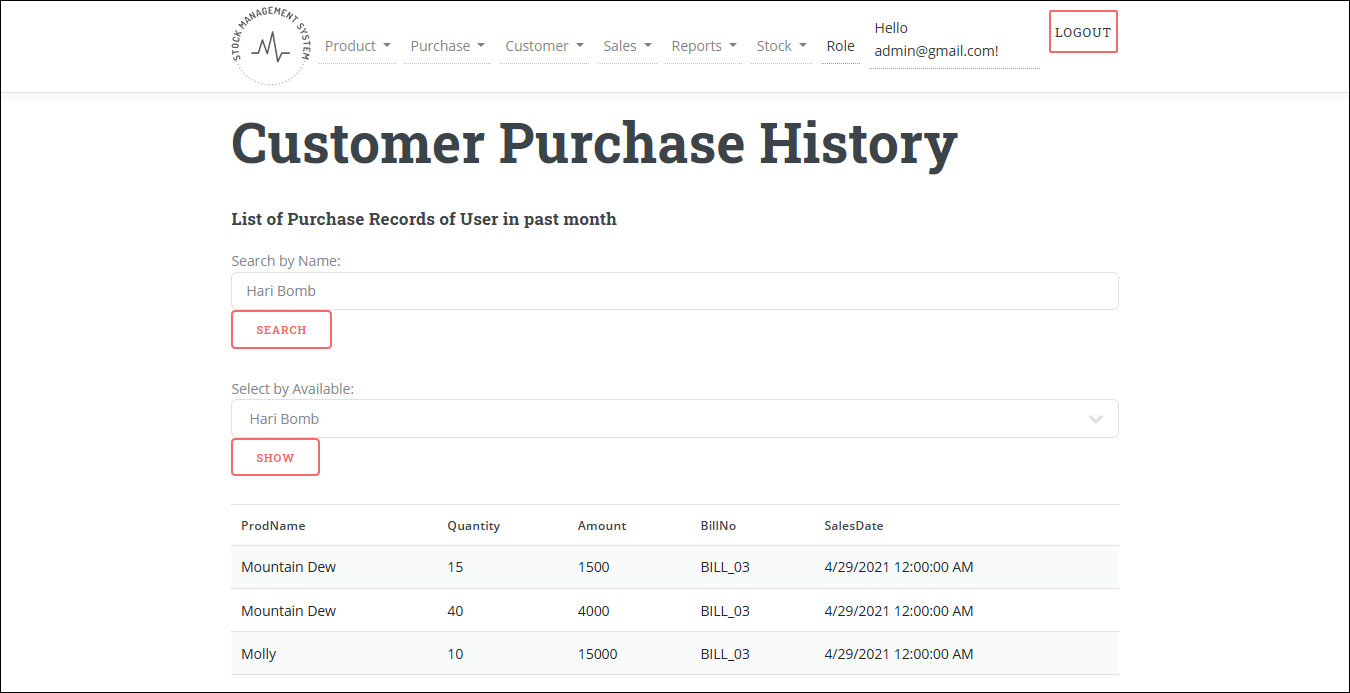 STOCK MANAGEMENT SYSTEM
Product Purchase Customer Sales Reports Stock Role
Hello
admin@gmail.com!
LOGOUT
Customer Purchase History
List of Purchase Records of User in past month
Search by Name:
Hari Bomb
SEARCH
Select by Available:
Hari Bomb
SHOW
ProdName Quantity Amount BillNo SalesDate
Mountain Dew 15 1500 BILL_03 4/29/2021 12:00:00 AM
Mountain Dew 40 4000 BILL_03 4/29/2021 12:00:00 AM
Molly 10 15000 BILL_03 4/29/2021 12:00:00 AM